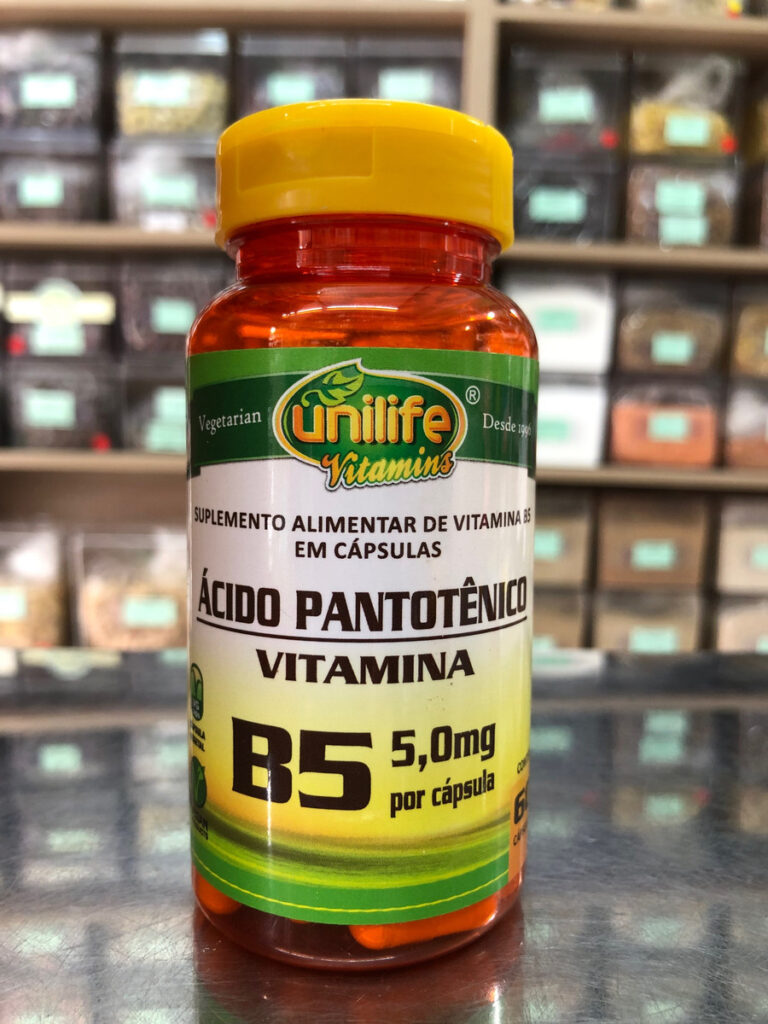 Vegetarian
unilife
®
Desde 1996
Vitamins
SUPLEMENTO ALIMENTAR DE VITAMINA B5
EM CÁPSULAS
ÁCIDO PANTOTÊNICO
VITAMINA
B5
5,0mg
por cápsula